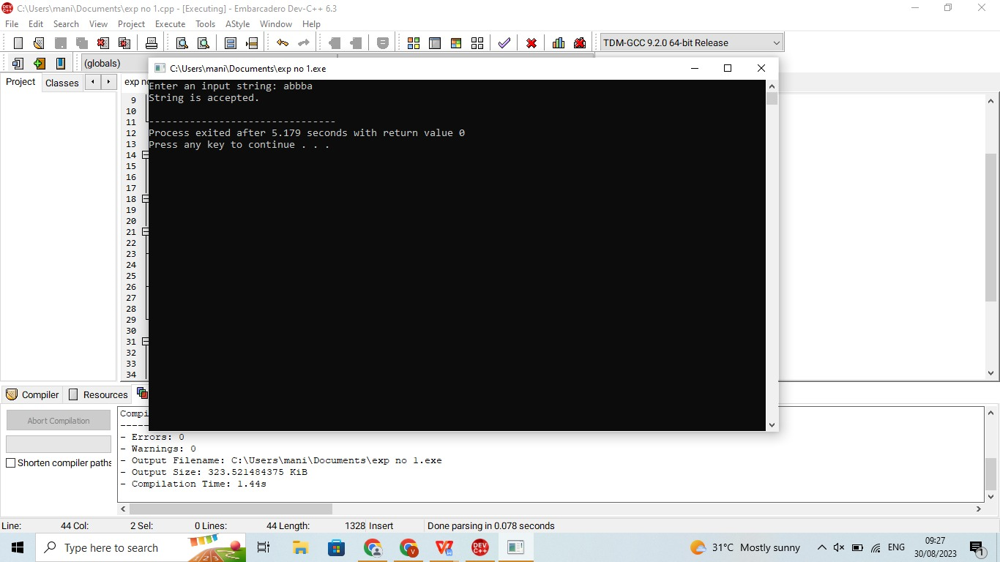 C:\Users\mani\Documents\exp no 1.cpp - [Executing] - Embarcadero Dev-C++ 6.3
File Edit Search View Project Execute Tools AStyle Window Help
TDM-GCC 9.2.0 64-bit Release
(globals)
Project Classes
C:\Users\mani\Documents\exp no 1.exe
Enter an input string: abbba
String is accepted.
--------------------------------
Process exited after 5.179 seconds with return value 0
Press any key to continue . . .
9
10
11
12
13
14
15
16
17
18
19
20
21
22
23
24
25
26
27
28
29
30
31
32
33
34
Compiler Resources
Abort Compilation
Shorten compiler paths
- Errors: 0
- Warnings: 0
- Output Filename: C:\Users\mani\Documents\exp no 1.exe
- Output Size: 323.521484375 KiB
- Compilation Time: 1.44s
Line: 44 Col: 2 Sel: 0 Lines: 44 Length: 1328 Insert Done parsing in 0.078 seconds
Type here to search
DEV C++
31°C Mostly sunny
ENG
09:27
30/08/2023
1